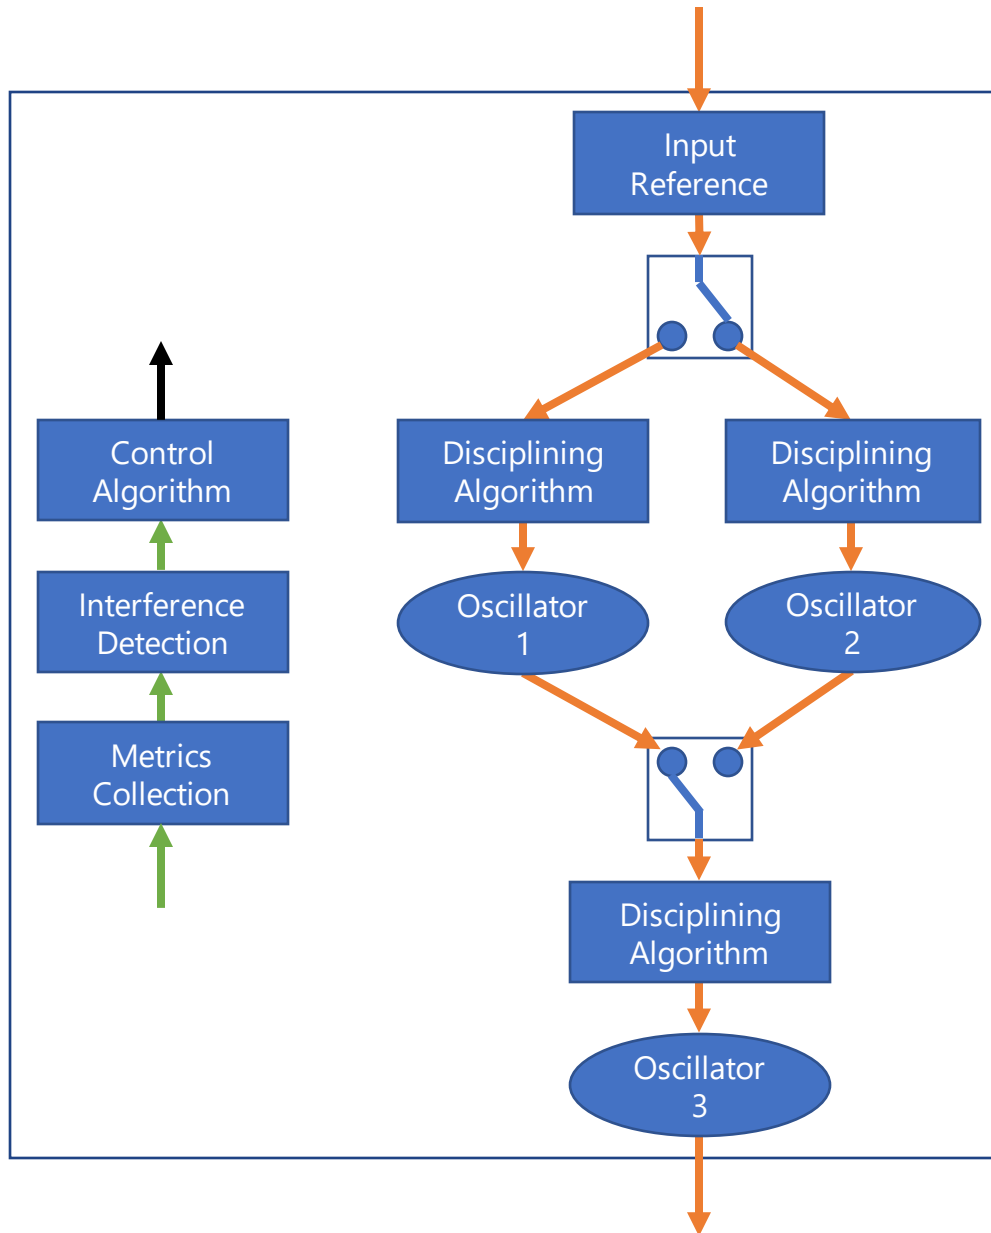 Input
Reference
Control
Algorithm
Disciplining
Algorithm
Disciplining
Algorithm
Interference
Detection
Oscillator
1
Oscillator
2
Metrics
Collection
Disciplining
Algorithm
Oscillator
3